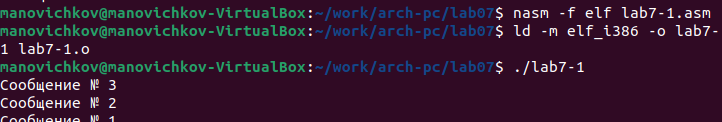 manovichkov@manovichkov-VirtualBox:~/work/arch-pc/lab07$ nasm -f elf lab7-1.asm
manovichkov@manovichkov-VirtualBox:~/work/arch-pc/lab07$ ld -m elf_i386 -o lab7-
1 lab7-1.o
manovichkov@manovichkov-VirtualBox:~/work/arch-pc/lab07$ ./lab7-1
Сообщение № 3
Сообщение № 2
Сообщение № 1